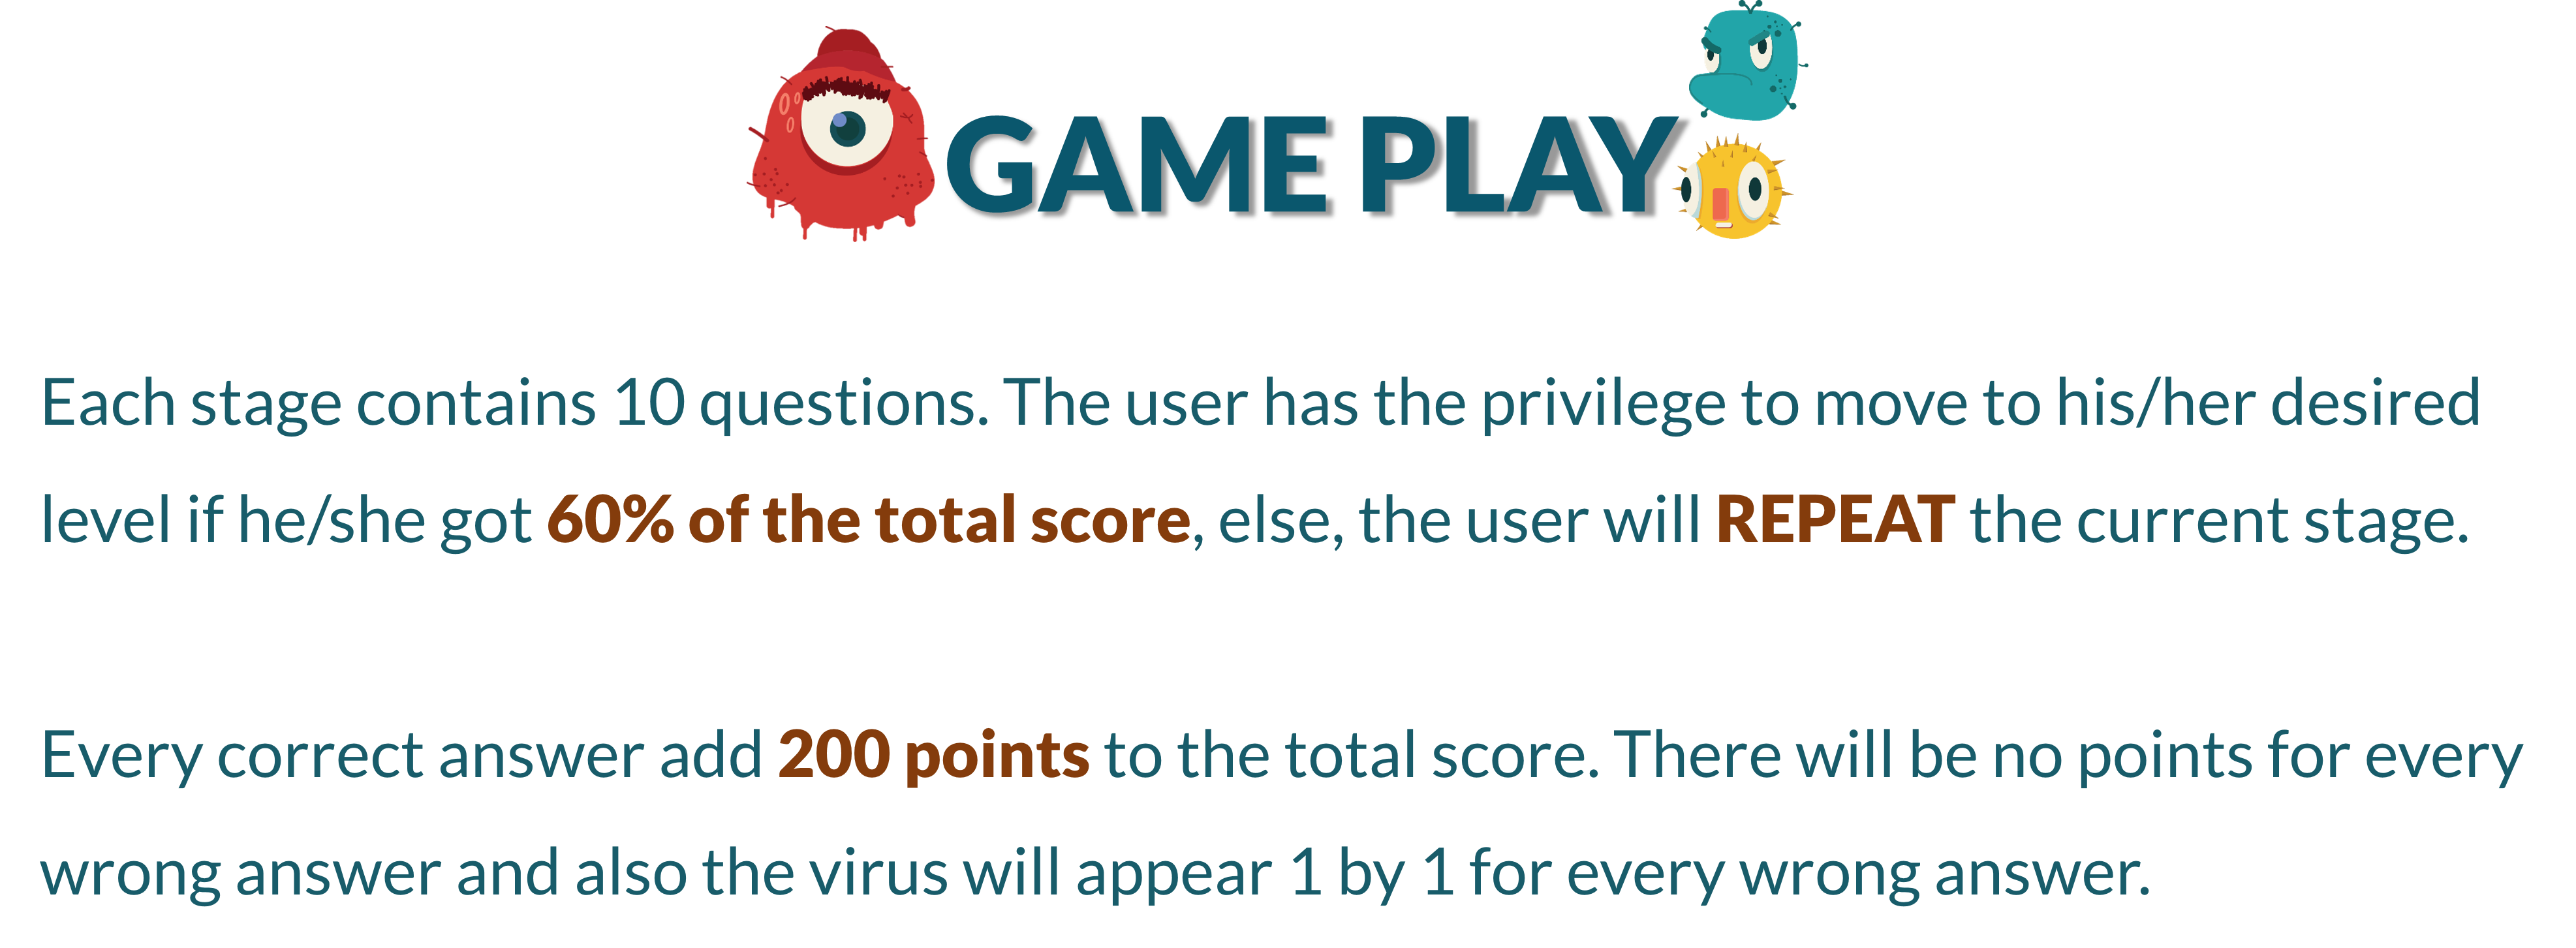 GAME PLAY
Each stage contains 10 questions. The user has the privilege to move to his/her desired
level if he/she got 60% of the total score, else, the user will REPEAT the current stage.
Every correct answer add 200 points to the total score. There will be no points for every
wrong answer and also the virus will appear 1 by 1 for every wrong answer.